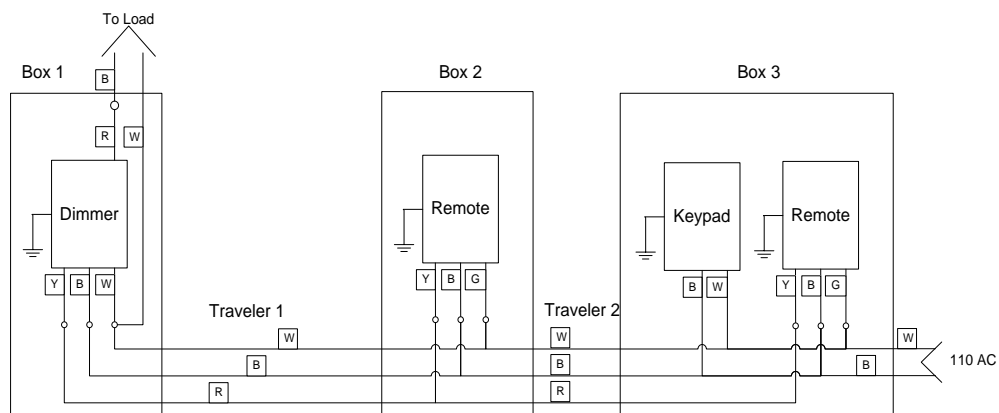 To Load
Box 1
Box 2
Box 3
B
R
W
Dimmer
Remote
Keypad
Remote
Y
B
W
Y
B
G
B
W
Y
B
G
Traveler 1
Traveler 2
W
W
W
B
B
B
110 AC
R
R